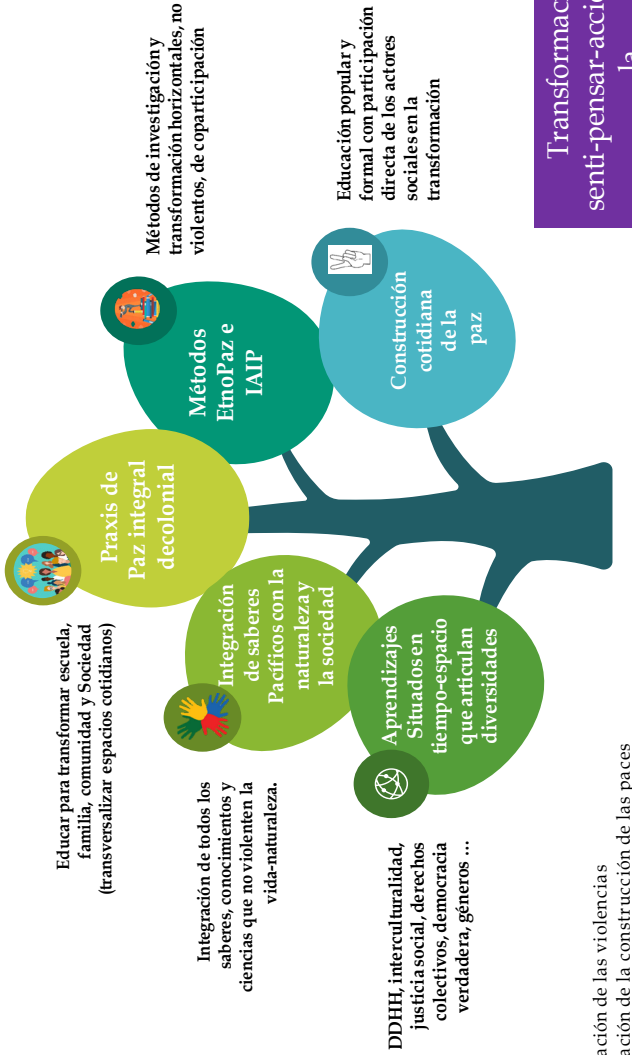 Educar para transformar escuela,
familia, comunidad y Sociedad
(transversalizar espacios cotidianos)
Praxis de
Paz integral
decolonial
Métodos de investigación y
transformación horizontales, no
violentos, de coparticipación
Métodos
EtnoPaz e
IAIP
Integración de todos los
saberes, conocimientos y
ciencias que no violenten la
vida-naturaleza.
Integración
de saberes
Pacíficos con la
naturaleza y
la sociedad
Educación popular y
formal con participación
directa de los actores
sociales en la
transformación
Construcción
cotidiana
de la
paz
DDHH, interculturalidad,
justicia social, derechos
colectivos, democracia
verdadera, géneros ...
Aprendizajes
Situados en
tiempo-espacio
que articulan
diversidades
de las violencias
de la construcción de las paces
senti-pensar-